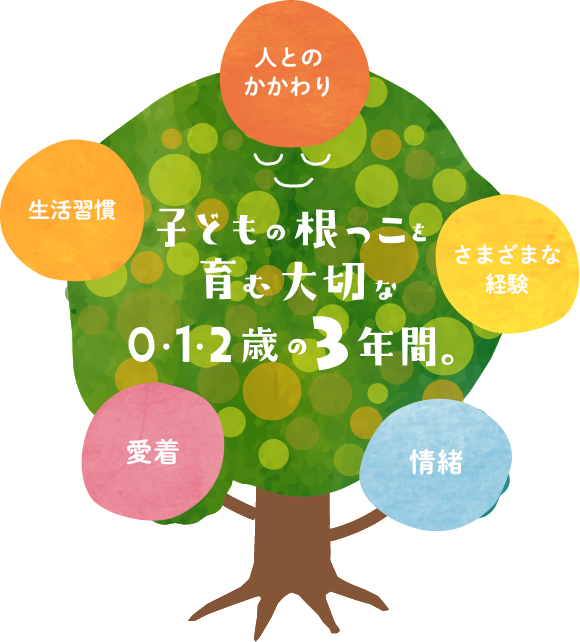 人との
かかわり
生活習慣
さまざまな
経験
子どもの根っこを
育む大切な
0・1・2歳の3年間。
愛着
情緒